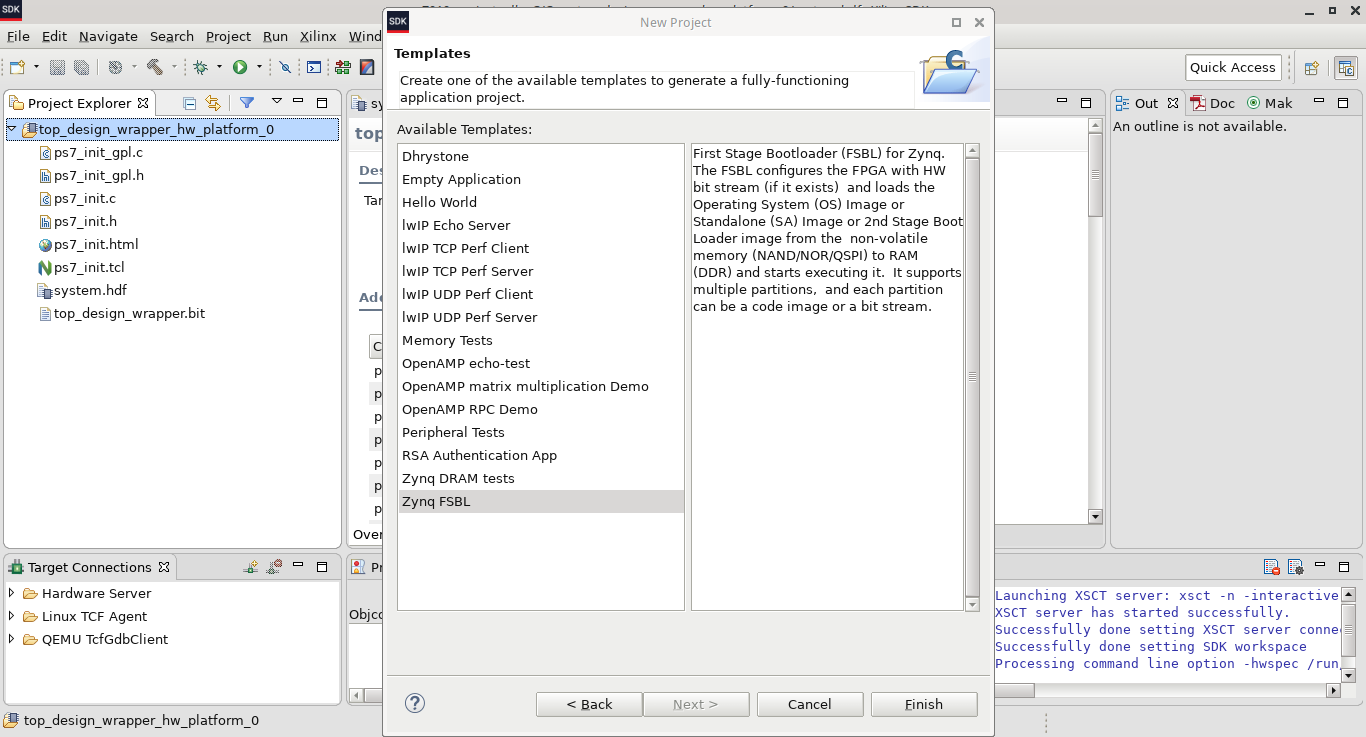 SDK
File Edit Navigate Search Project Run Xilinx Wind
Quick Access
Project Explorer
top_design_wrapper_hw_platform_0
ps7_init_gpl.c
ps7_init_gpl.h
ps7_init.c
ps7_init.h
ps7_init.html
ps7_init.tcl
system.hdf
top_design_wrapper.bit
Target Connections
Hardware Server
Linux TCF Agent
QEMU TcfGdbClient
top_design_wrapper_hw_platform_0
sy
top
Des
Tar
Add
C
p
p
p
p
p
p
p
Over
Pr
Objec
SDK
New Project
Templates
Create one of the available templates to generate a fully-functioning
application project.
Available Templates:
Dhrystone
Empty Application
Hello World
lwIP Echo Server
lwIP TCP Perf Client
lwIP TCP Perf Server
lwIP UDP Perf Client
lwIP UDP Perf Server
Memory Tests
OpenAMP echo-test
OpenAMP matrix multiplication Demo
OpenAMP RPC Demo
Peripheral Tests
RSA Authentication App
Zynq DRAM tests
Zynq FSBL
First Stage Bootloader (FSBL) for Zynq.
The FSBL configures the FPGA with HW
bit stream (if it exists)  and loads the
Operating System (OS) Image or
Standalone (SA) Image or 2nd Stage Boot
Loader image from the  non-volatile
memory (NAND/NOR/QSPI) to RAM
(DDR) and starts executing it.  It supports
multiple partitions,  and each partition
can be a code image or a bit stream.
< Back
Next >
Cancel
Finish
Out Doc Mak
An outline is not available.
Launching XSCT server: xsct -n -interactive
XSCT server has started successfully.
Successfully done setting XSCT server conne
Successfully done setting SDK workspace
Processing command line option -hwspec /run